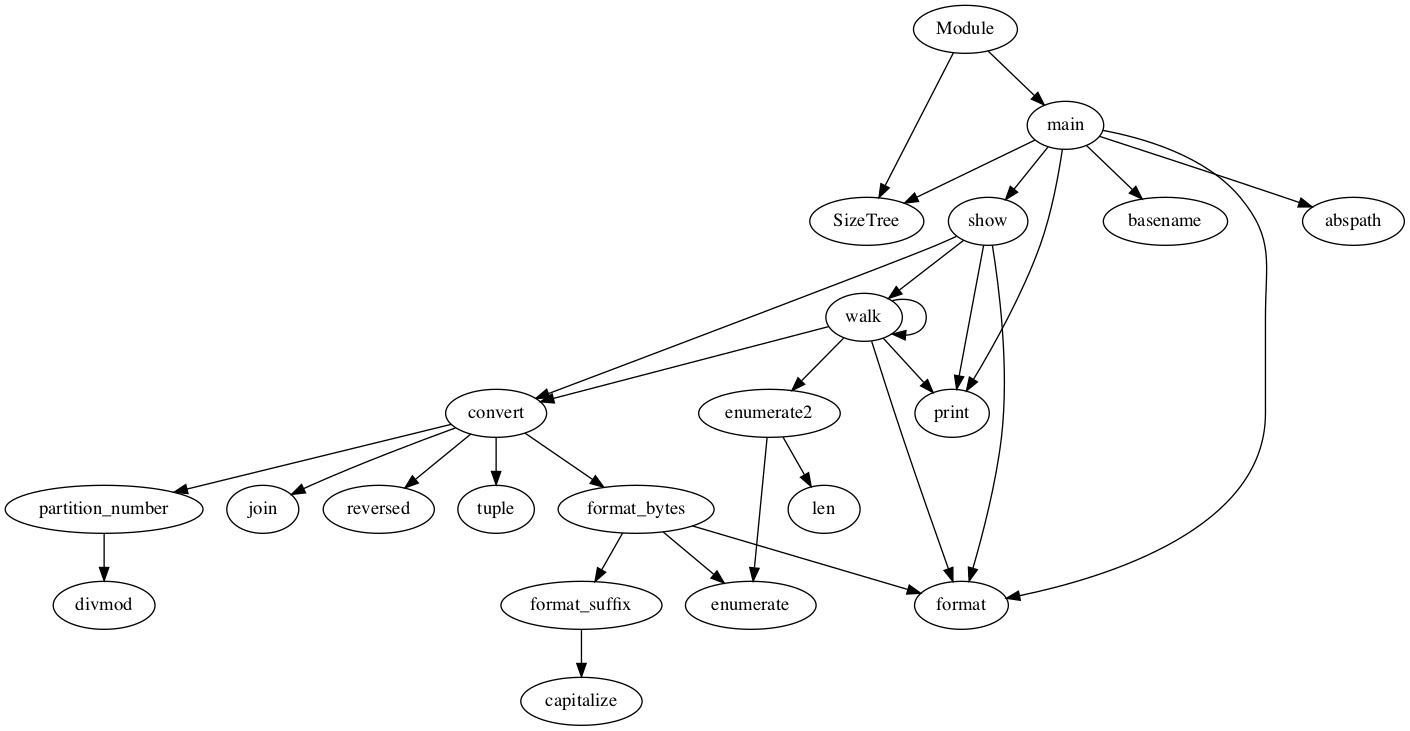 Module
main
SizeTree
show
basename
abspath
walk
convert
enumerate2
print
partition_number
join
reversed
tuple
format_bytes
len
divmod
format_suffix
enumerate
format
capitalize